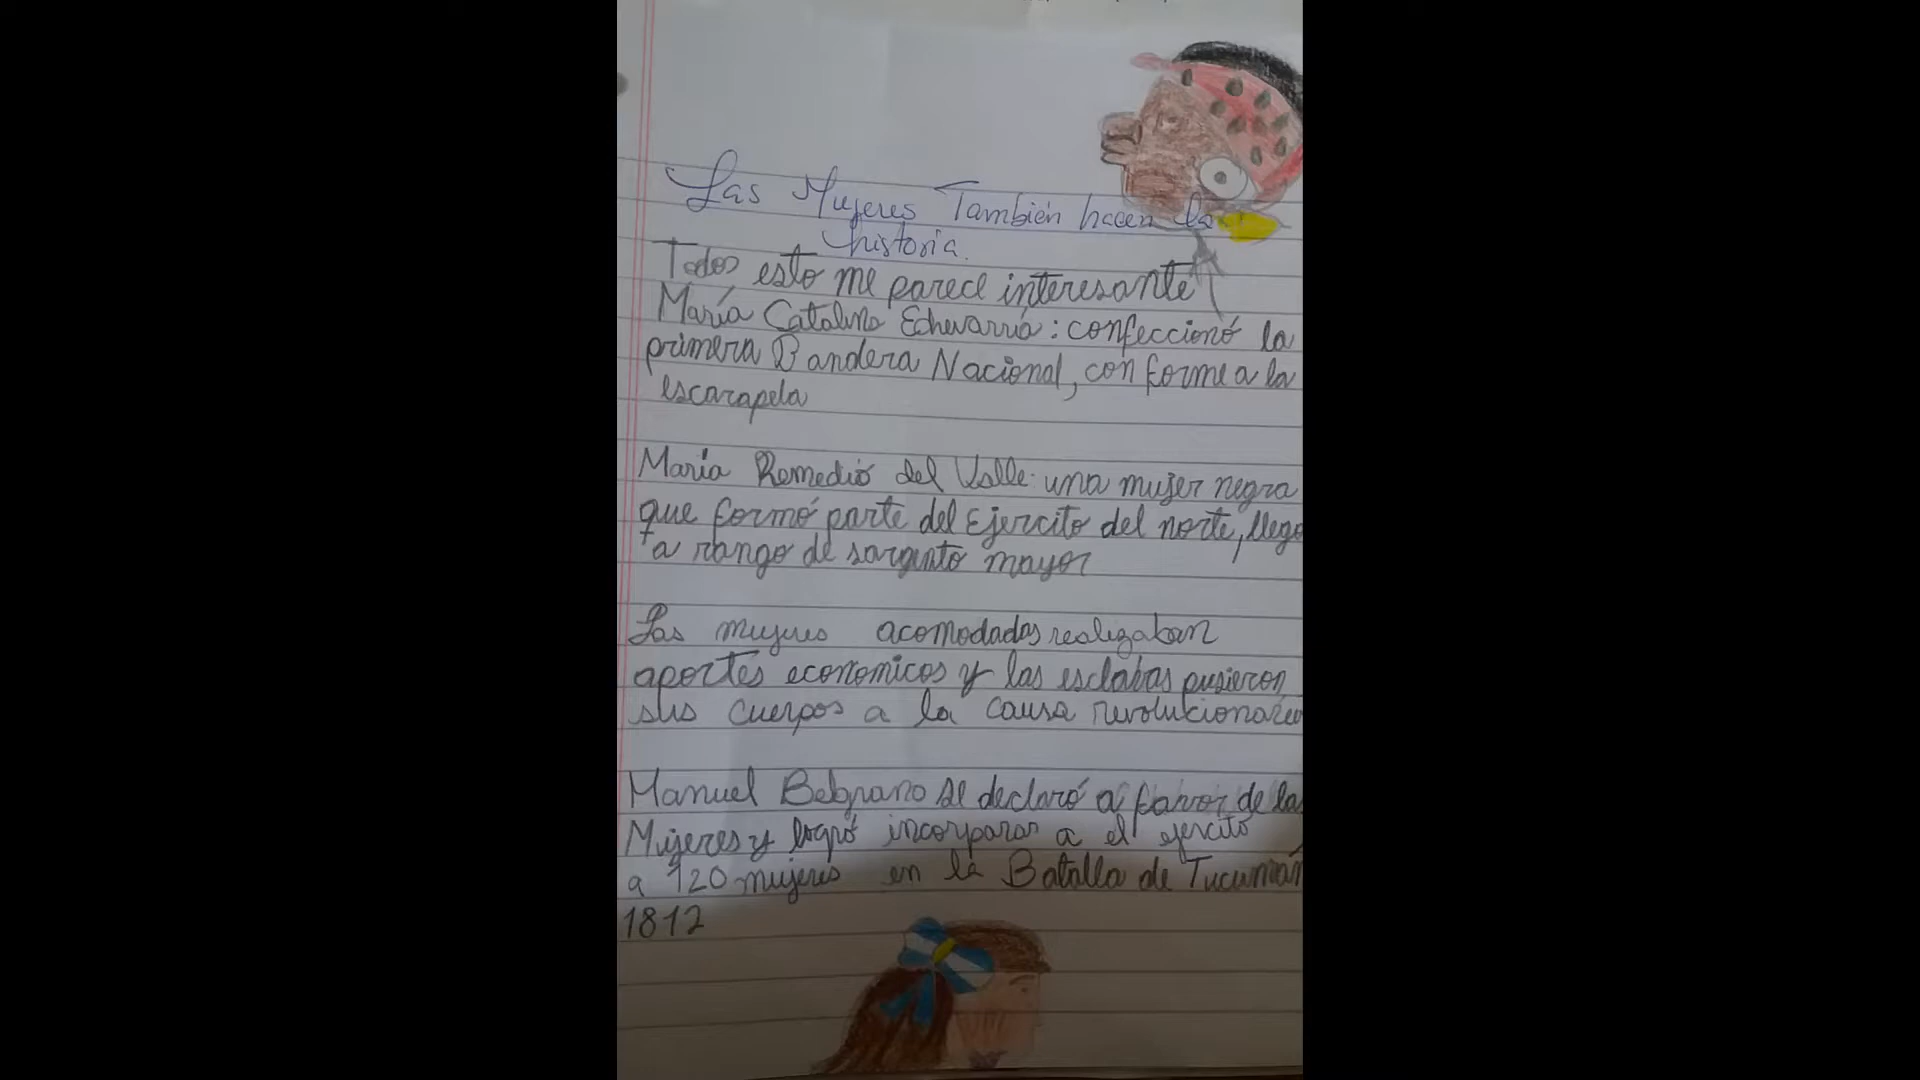 Las Mujeres También hacen la
historia.
Todos esto me parece interesante
María Catalina Echevarría: confeccionó la
primera Bandera Nacional, conforme a la
escarapela
María Remedio del Valle: una mujer negra
que formó parte del Ejercito del norte, llego
a rango de sargento mayor
Las mujeres acomodadas realizaban
aportes economicos y las esclabas pusieron
sus cuerpos a la causa revolucionaria
Manuel Belgrano se declaró a favor de las
Mujeres y logró incorporar a el ejercito
a 120 mujeres en la Batalla de Tucumán
1812